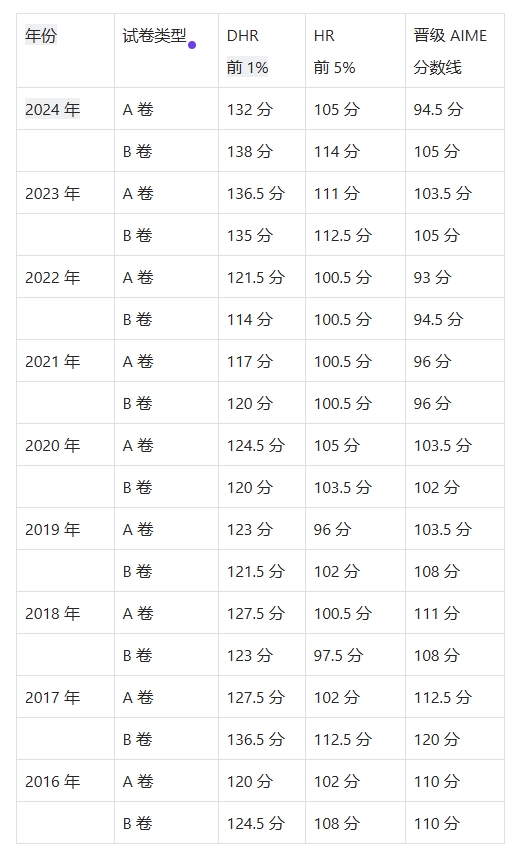 年份 试卷类型 DHR 前 1% HR 前 5% 晋级 AIME 分数线
2024 年 A 卷 132 分 105 分 94.5 分
B 卷 138 分 114 分 105 分
2023 年 A 卷 136.5 分 111 分 103.5 分
B 卷 135 分 112.5 分 105 分
2022 年 A 卷 121.5 分 100.5 分 93 分
B 卷 114 分 100.5 分 94.5 分
2021 年 A 卷 117 分 100.5 分 96 分
B 卷 120 分 100.5 分 96 分
2020 年 A 卷 124.5 分 105 分 103.5 分
B 卷 120 分 103.5 分 102 分
2019 年 A 卷 123 分 96 分 103.5 分
B 卷 121.5 分 102 分 108 分
2018 年 A 卷 127.5 分 100.5 分 111 分
B 卷 123 分 97.5 分 108 分
2017 年 A 卷 127.5 分 102 分 112.5 分
B 卷 136.5 分 112.5 分 120 分
2016 年 A 卷 120 分 102 分 110 分
B 卷 124.5 分 108 分 110 分